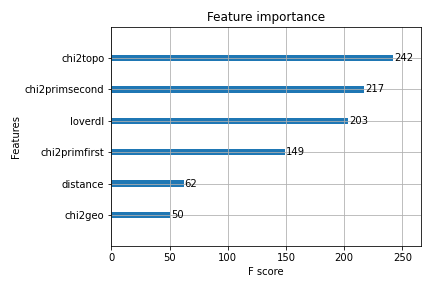 Feature importance
chi2topo 242
chi2primsecond 217
loverdl 203
chi2primfirst 149
distance 62
chi2geo 50
Features
0 50 100 150 200 250
F score